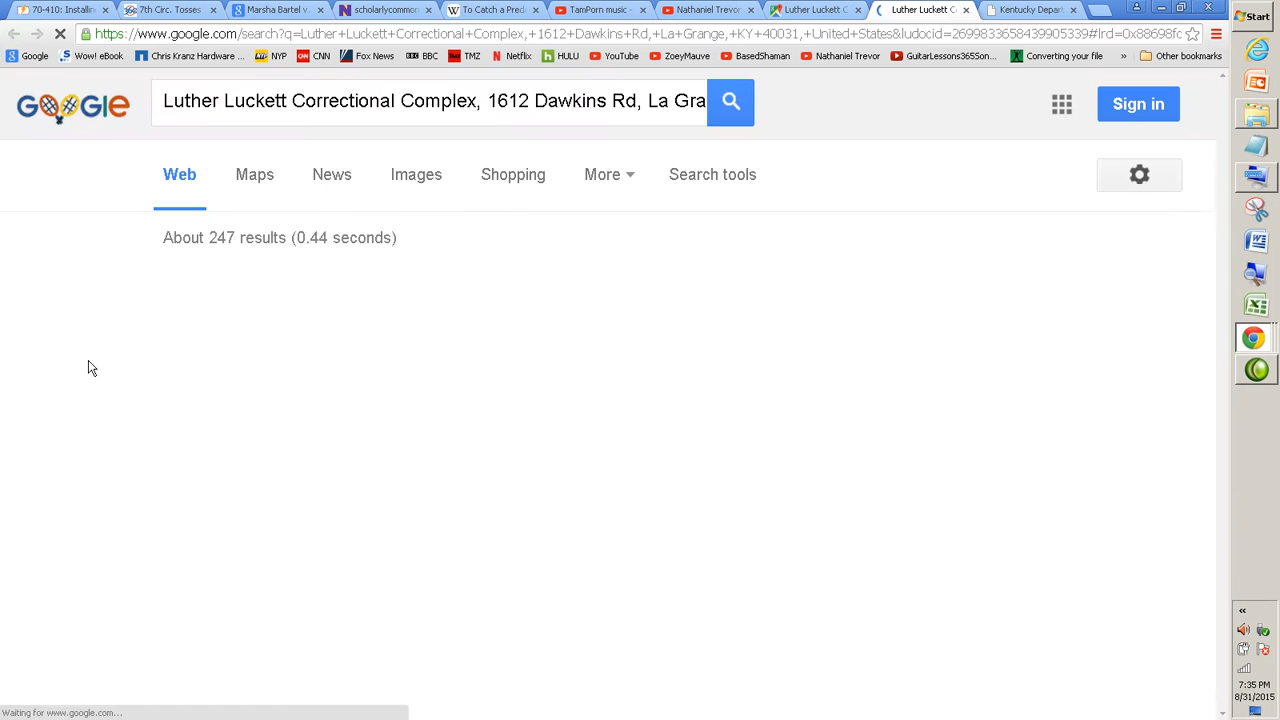 70-410: Installin
7th Circ. Tosses
Marsha Bartel v.
scholarlycommon
To Catch a Pred
TamPorn music -
Nathaniel Trevor
Luther Luckett C
Luther Luckett Co
Kentucky Depart
https://www.google.com/search?q=Luther+Luckett+Correctional+Complex,+1612+Dawkins+Rd,+La+Grange,+KY+40031,+United+States&ludocid=2699833658439905339#lrd=0x88698fc
Google
Wow! eBook
Chris Kranz Hardware ...
NYP
CNN
Fox News
BBC
TMZ
Netflix
HULU
YouTube
ZoeyMauve
BasedShaman
Nathaniel Trevor
GuitarLessons365Son...
Converting your file
»
Other bookmarks
Start
GOOGLE
Luther Luckett Correctional Complex, 1612 Dawkins Rd, La Gra
Sign in
Web
Maps
News
Images
Shopping
More
Search tools
About 247 results (0.44 seconds)
Waiting for www.google.com...
«
7:35 PM
8/31/2015